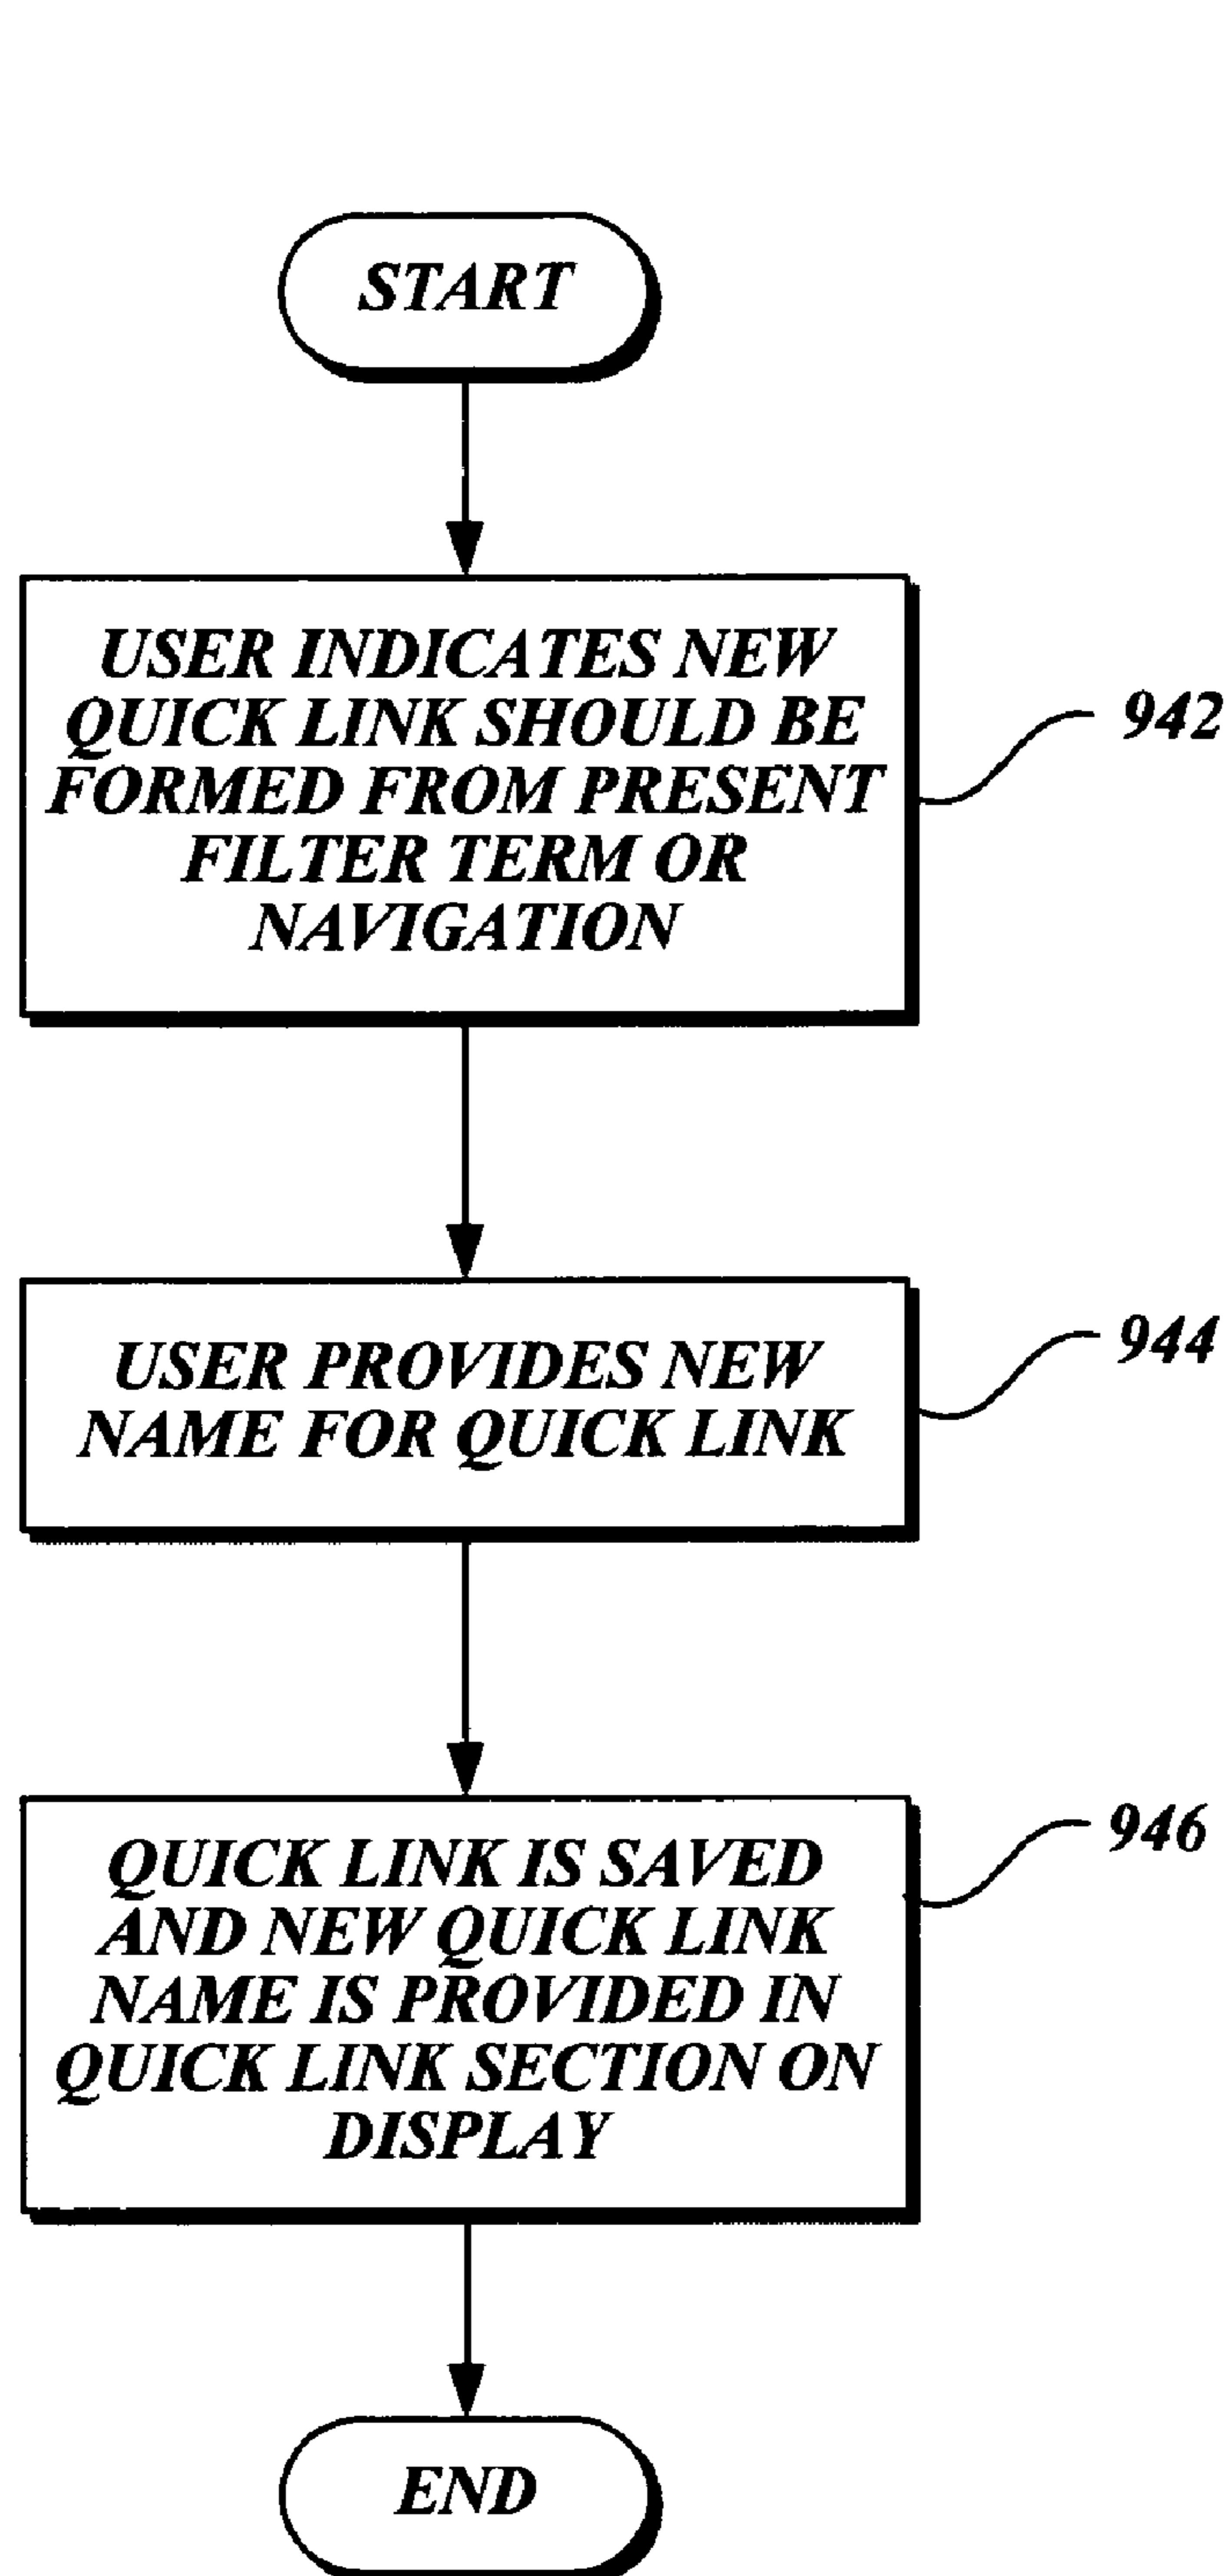 START
USER INDICATES NEW
QUICK LINK SHOULD BE
FORMED FROM PRESENT
FILTER TERM OR
NAVIGATION
942
USER PROVIDES NEW
NAME FOR QUICK LINK
944
QUICK LINK IS SAVED
AND NEW QUICK LINK
NAME IS PROVIDED IN
QUICK LINK SECTION ON
DISPLAY
946
END